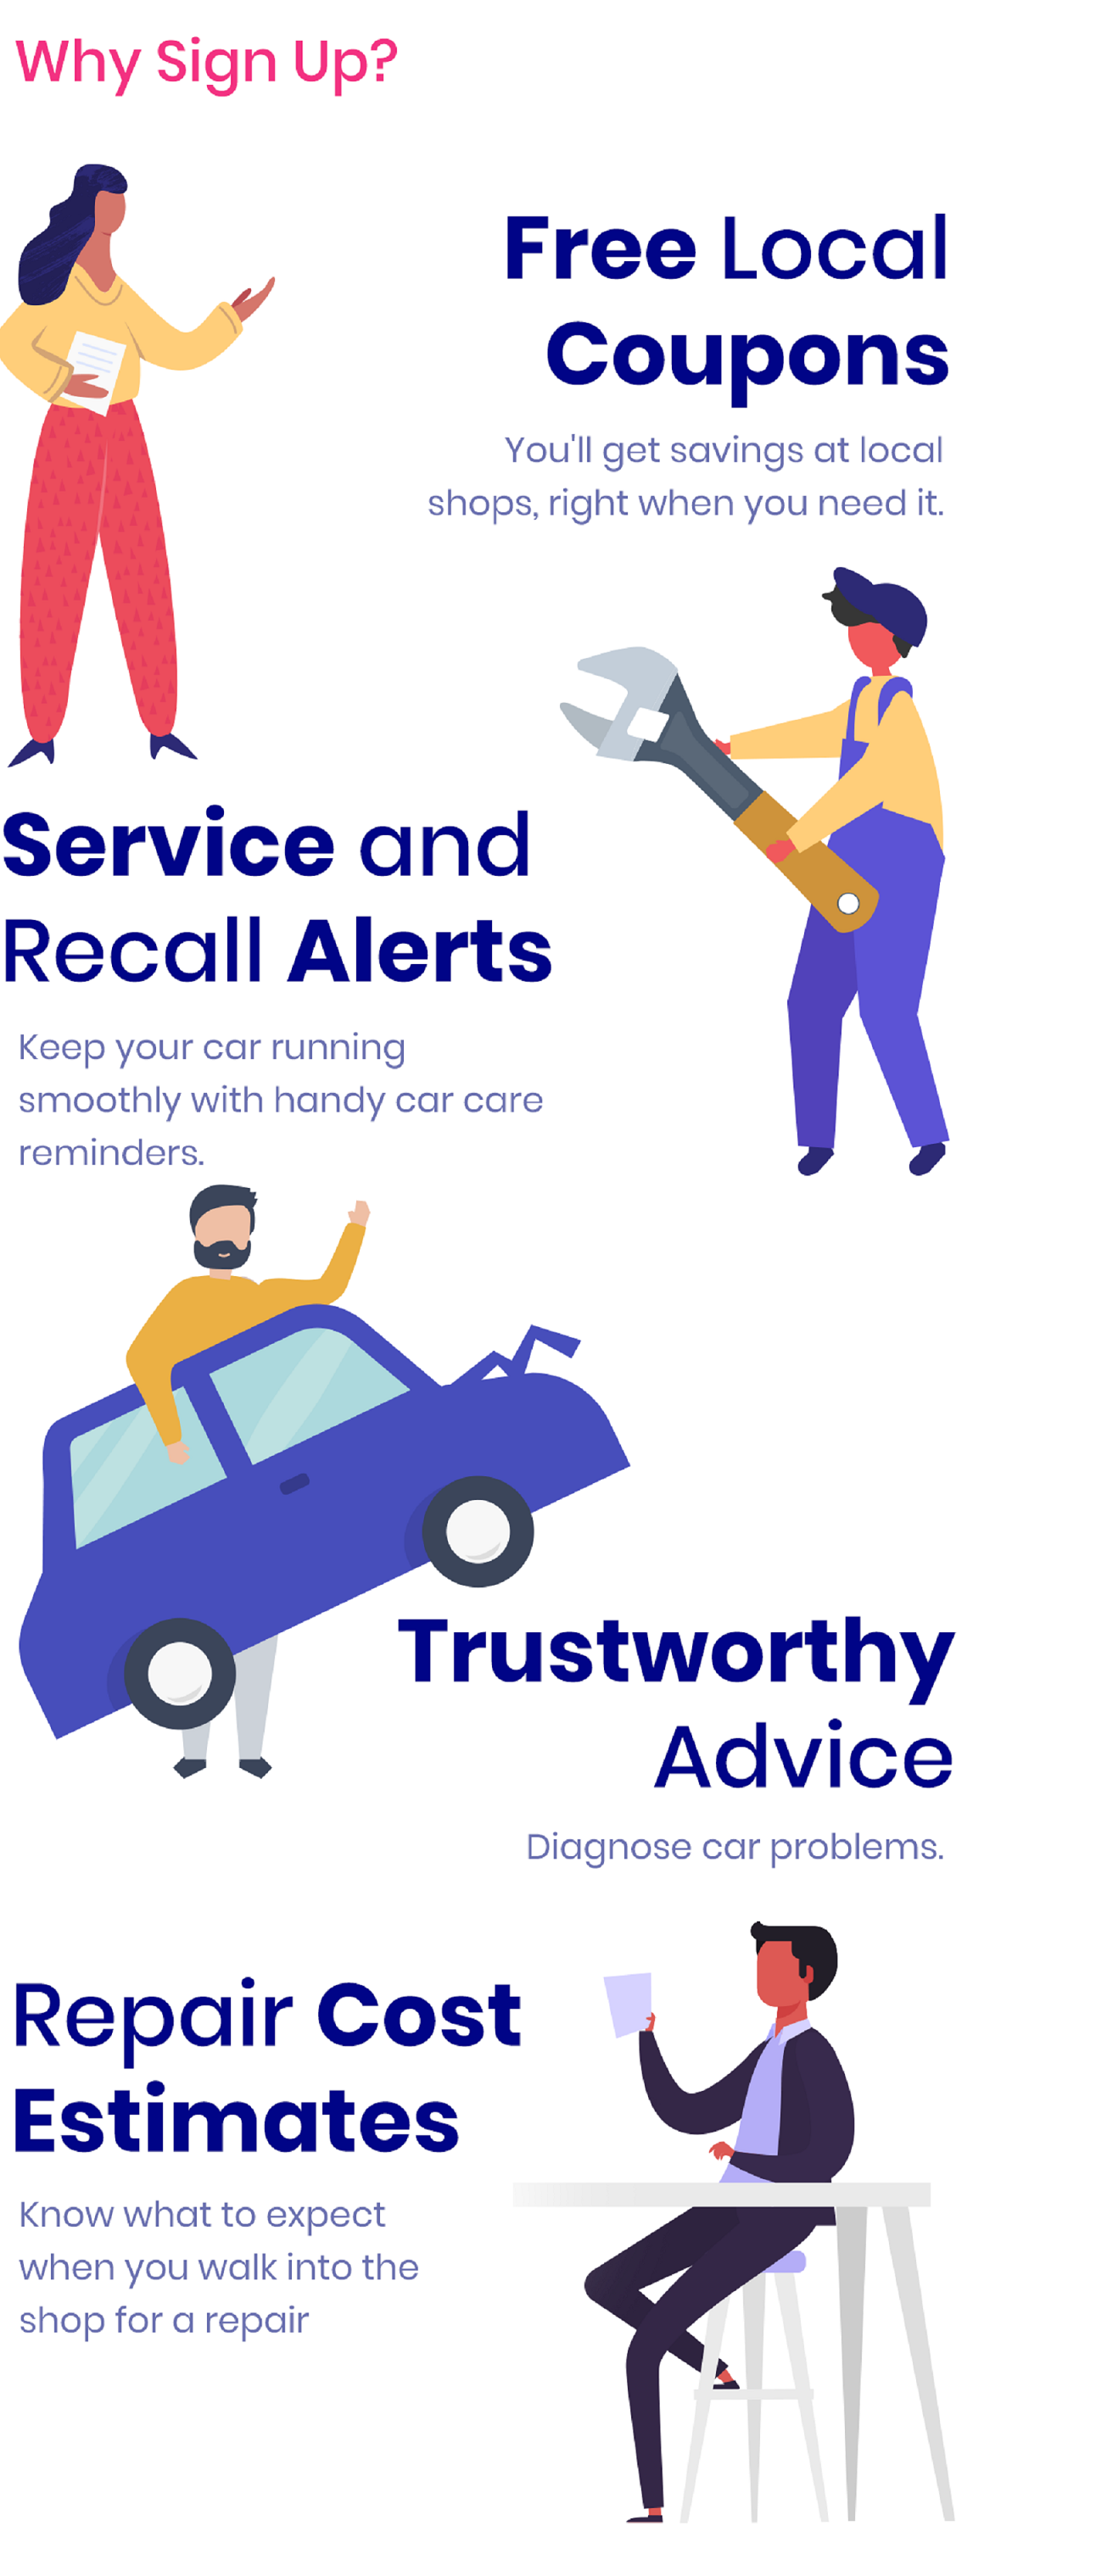 Why Sign Up?
Free Local
Coupons
You'll get savings at local
shops, right when you need it.
Service and
Recall Alerts
Keep your car running
smoothly with handy car care
reminders.
Trustworthy
Advice
Diagnose car problems.
Repair Cost
Estimates
Know what to expect
when you walk into the
shop for a repair